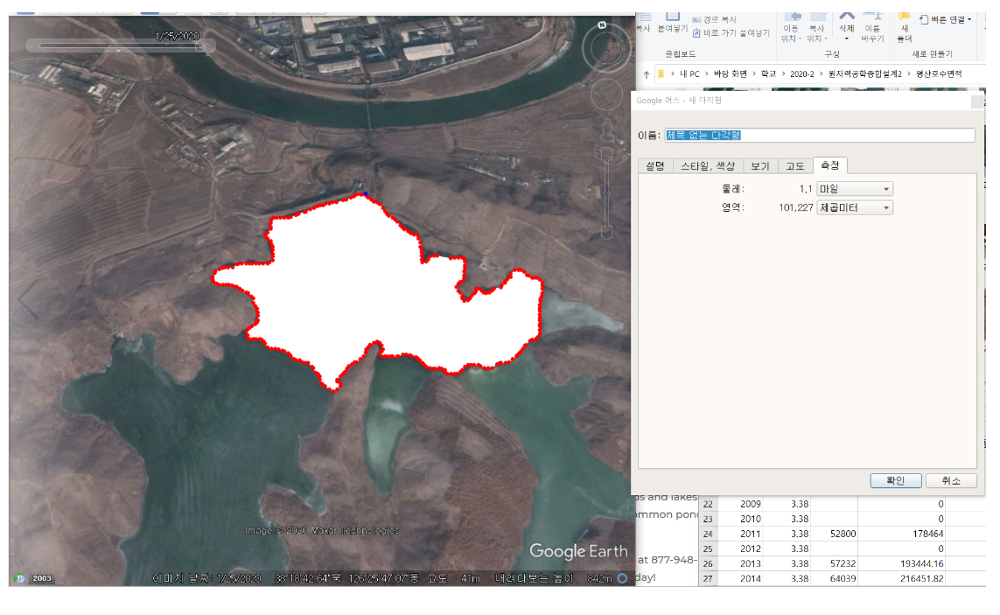 1/25/2020
N
Image © 2020 Maxar Technologies
Google Earth
2003
이미지 날짜: 1/25/2020 38°18'42.64"북 126°25'47.07"동 고도 41m 내려다보는 높이 842m
복사 붙여넣기
경로 복사
바로 가기 붙여넣기
클립보드
이동 위치
복사 위치
삭제
이름 바꾸기
구성
새 폴더
빠른 연결
새로 만들기
내 PC > 바탕 화면 > 학교 > 2020-2 > 원자력공학종합설계2 > 평산호수면적
Google 어스 - 새 다각형
이름: 제목 없는 다각형
설명 스타일, 색상 보기 고도 측정
둘레: 1,1 마일
영역: 101,227 제곱미터
확인 취소
ds and lakes
ommon pon
at 877-948-
day!
22 2009 3.38 0
23 2010 3.38 0
24 2011 3.38 52800 178464
25 2012 3.38 0
26 2013 3.38 57232 193444.16
27 2014 3.38 64039 216451.82